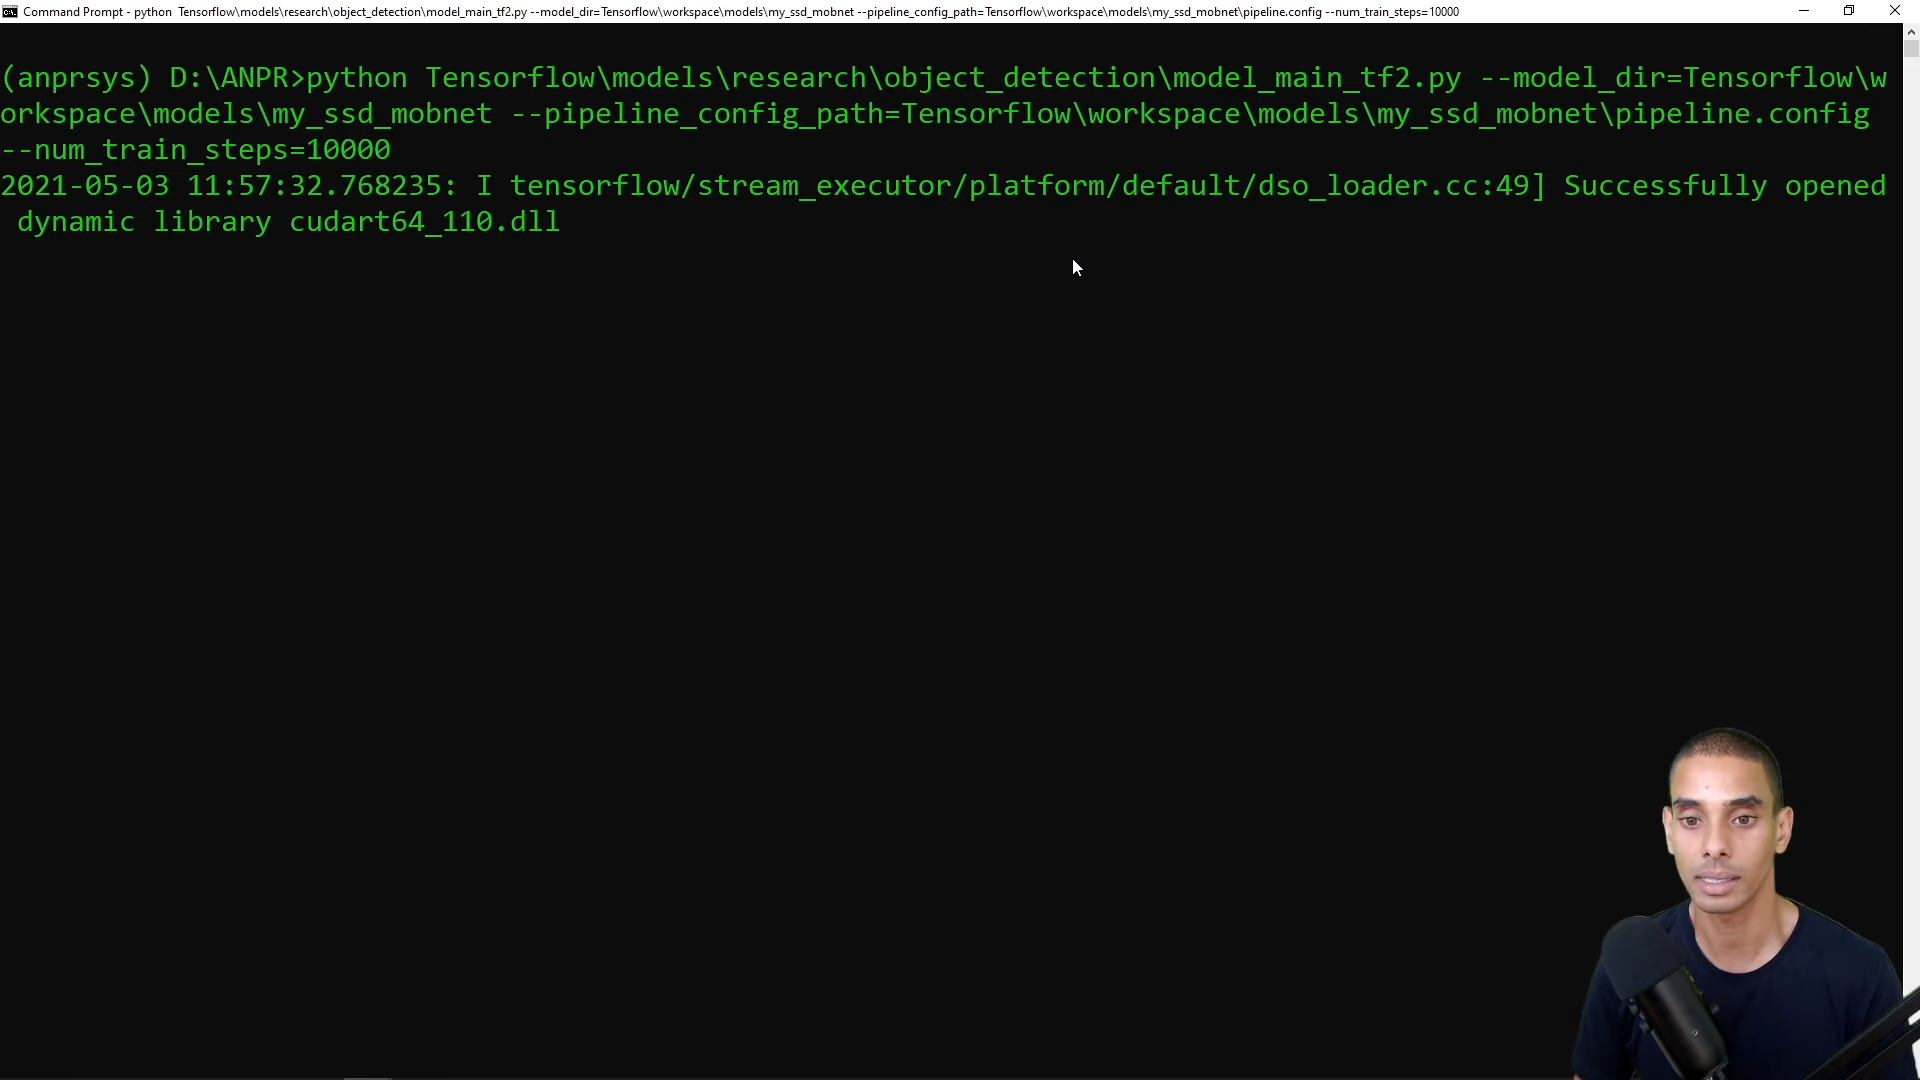 Command Prompt - python  Tensorflow\models\research\object_detection\model_main_tf2.py --model_dir=Tensorflow\workspace\models\my_ssd_mobnet --pipeline_config_path=Tensorflow\workspace\models\my_ssd_mobnet\pipeline.config --num_train_steps=10000
(anprsys) D:\ANPR>python Tensorflow\models\research\object_detection\model_main_tf2.py --model_dir=Tensorflow\w
orkspace\models\my_ssd_mobnet --pipeline_config_path=Tensorflow\workspace\models\my_ssd_mobnet\pipeline.config
--num_train_steps=10000
2021-05-03 11:57:32.768235: I tensorflow/stream_executor/platform/default/dso_loader.cc:49] Successfully opened
 dynamic library cudart64_110.dll